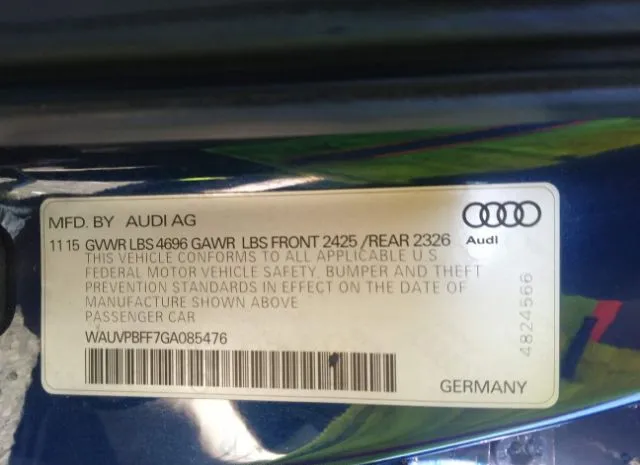 MFD. BY AUDI AG
11 15 GVWR LBS 4696 GAWR LBS FRONT 2425 / REAR 2326
THIS VEHICLE CONFORMS TO ALL APPLICABLE U S
FEDERAL MOTOR VEHICLE SAFETY, BUMPER AND THEFT
PREVENTION STANDARDS IN EFFECT ON THE DATE OF
MANUFACTURE SHOWN ABOVE
PASSENGER CAR
WAUVPBFF7GA085476
GERMANY
Audi
4824566